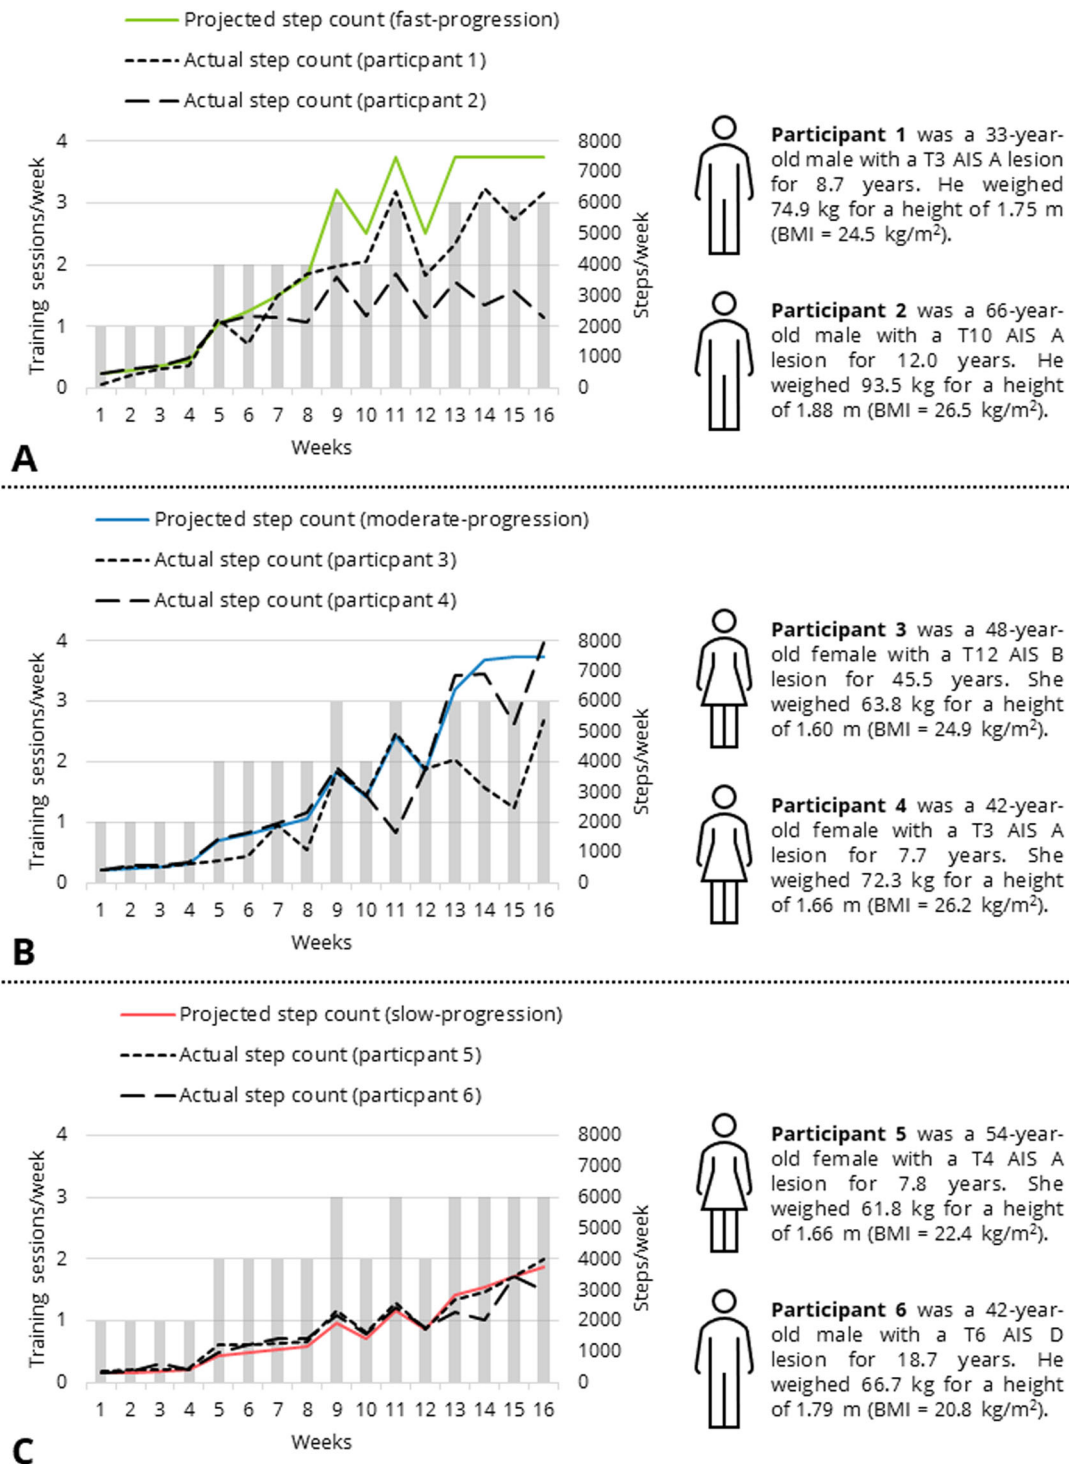 Projected step count (fast-progression)
Actual step count (particpant 1)
Actual step count (particpant 2)
Training sessions/week
4
3
2
1
0
8000
7000
6000
5000
4000
3000
2000
1000
0
Steps/week
1 2 3 4 5 6 7 8 9 10 11 12 13 14 15 16
Weeks
A
Participant 1 was a 33-year-
old male with a T3 AIS A lesion
for 8.7 years. He weighed
74.9 kg for a height of 1.75 m
(BMI = 24.5 kg/m²).
Participant 2 was a 66-year-
old male with a T10 AIS A
lesion for 12.0 years. He
weighed 93.5 kg for a height
of 1.88 m (BMI = 26.5 kg/m²).
Projected step count (moderate-progression)
Actual step count (particpant 3)
Actual step count (particpant 4)
Training sessions/week
4
3
2
1
0
8000
7000
6000
5000
4000
3000
2000
1000
0
Steps/week
1 2 3 4 5 6 7 8 9 10 11 12 13 14 15 16
Weeks
B
Participant 3 was a 48-year-
old female with a T12 AIS B
lesion for 45.5 years. She
weighed 63.8 kg for a height
of 1.60 m (BMI = 24.9 kg/m²).
Participant 4 was a 42-year-
old female with a T3 AIS A
lesion for 7.7 years. She
weighed 72.3 kg for a height
of 1.66 m (BMI = 26.2 kg/m²).
Projected step count (slow-progression)
Actual step count (particpant 5)
Actual step count (particpant 6)
Training sessions/week
4
3
2
1
0
8000
7000
6000
5000
4000
3000
2000
1000
0
Steps/week
1 2 3 4 5 6 7 8 9 10 11 12 13 14 15 16
Weeks
C
Participant 5 was a 54-year-
old female with a T4 AIS A
lesion for 7.8 years. She
weighed 61.8 kg for a height
of 1.66 m (BMI = 22.4 kg/m²).
Participant 6 was a 42-year-
old male with a T6 AIS D
lesion for 18.7 years. He
weighed 66.7 kg for a height
of 1.79 m (BMI = 20.8 kg/m²).